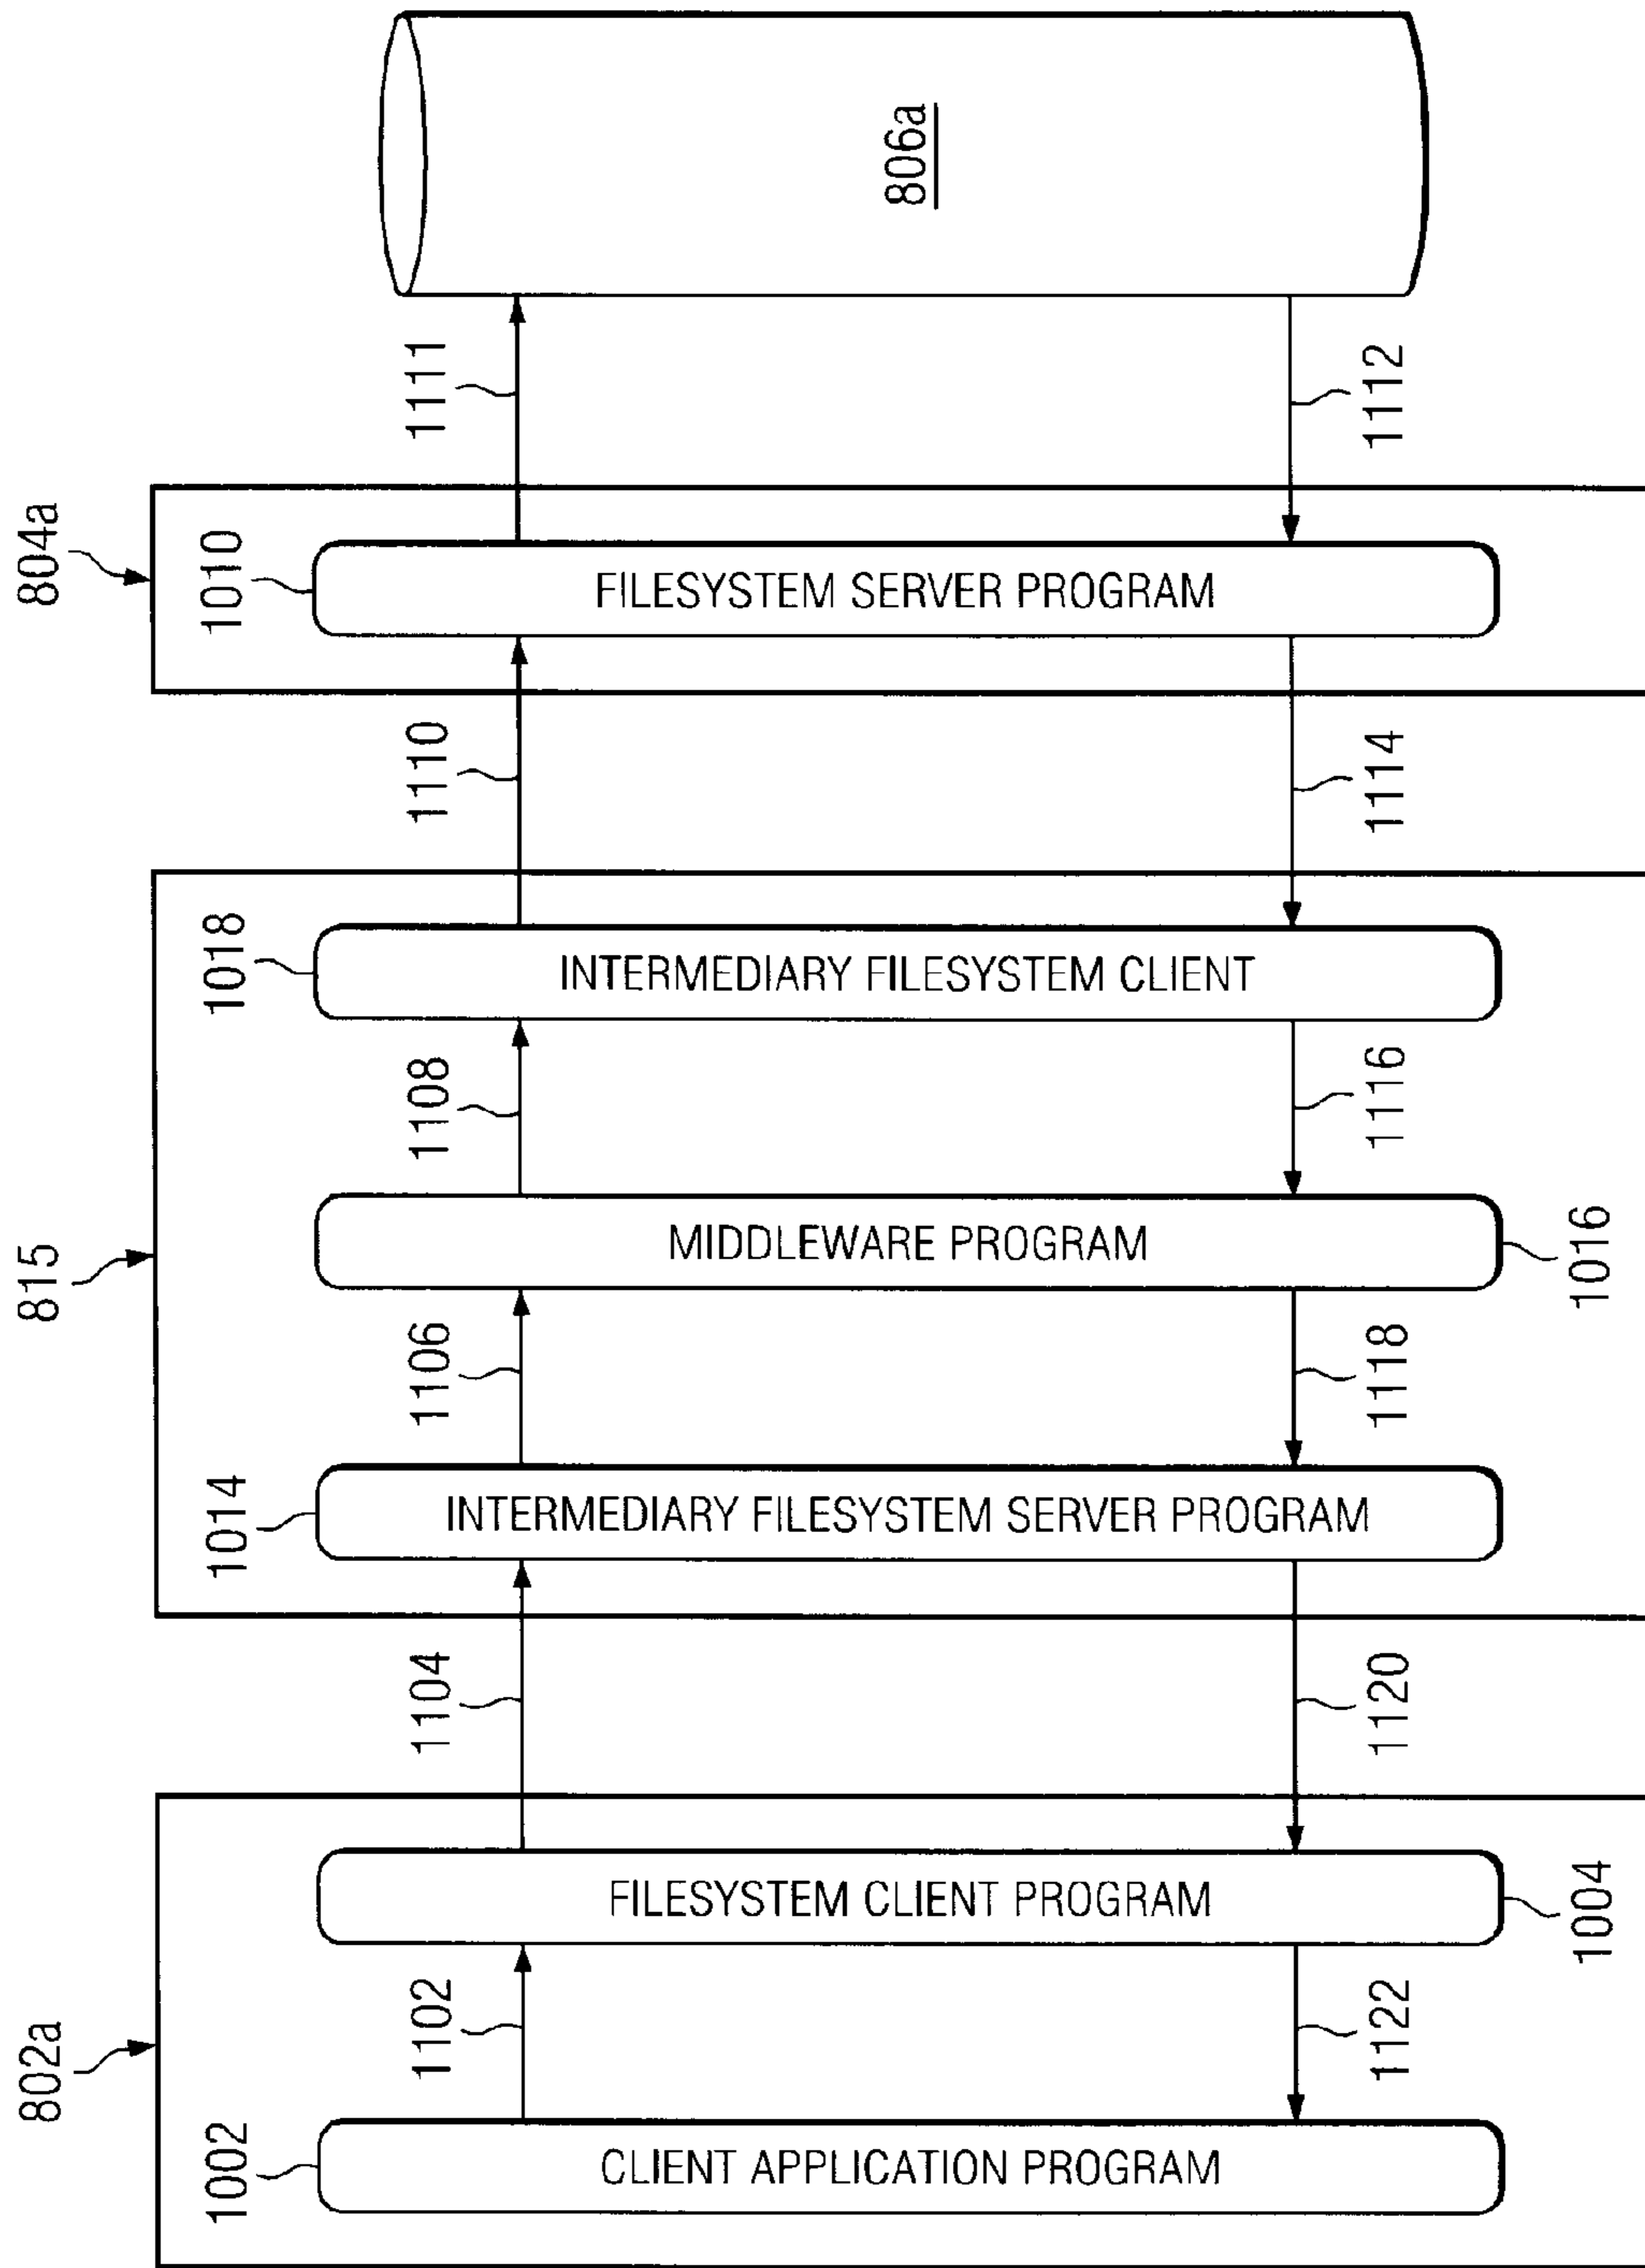 802a
815
804a
1002
1014
1018
1010
1102
1104
1106
1108
1110
1111
CLIENT APPLICATION PROGRAM
FILESYSTEM CLIENT PROGRAM
INTERMEDIARY FILESYSTEM SERVER PROGRAM
MIDDLEWARE PROGRAM
INTERMEDIARY FILESYSTEM CLIENT
FILESYSTEM SERVER PROGRAM
806a
1122
1120
1118
1116
1114
1112
1004
1016